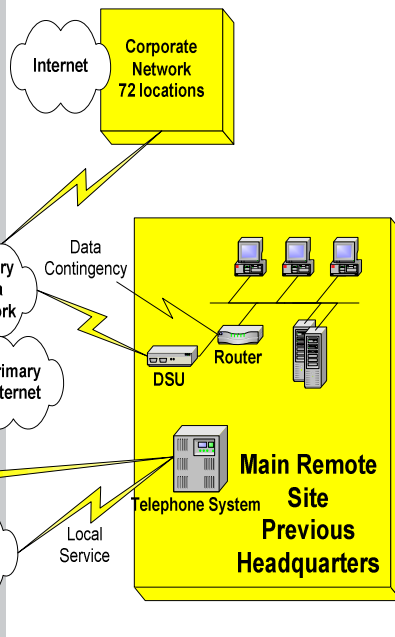 Corporate
Network
72 locations
Internet
Data
Contingency
Router
DSU
Telephone System
Main Remote
Site
Previous
Headquarters
Local
Service